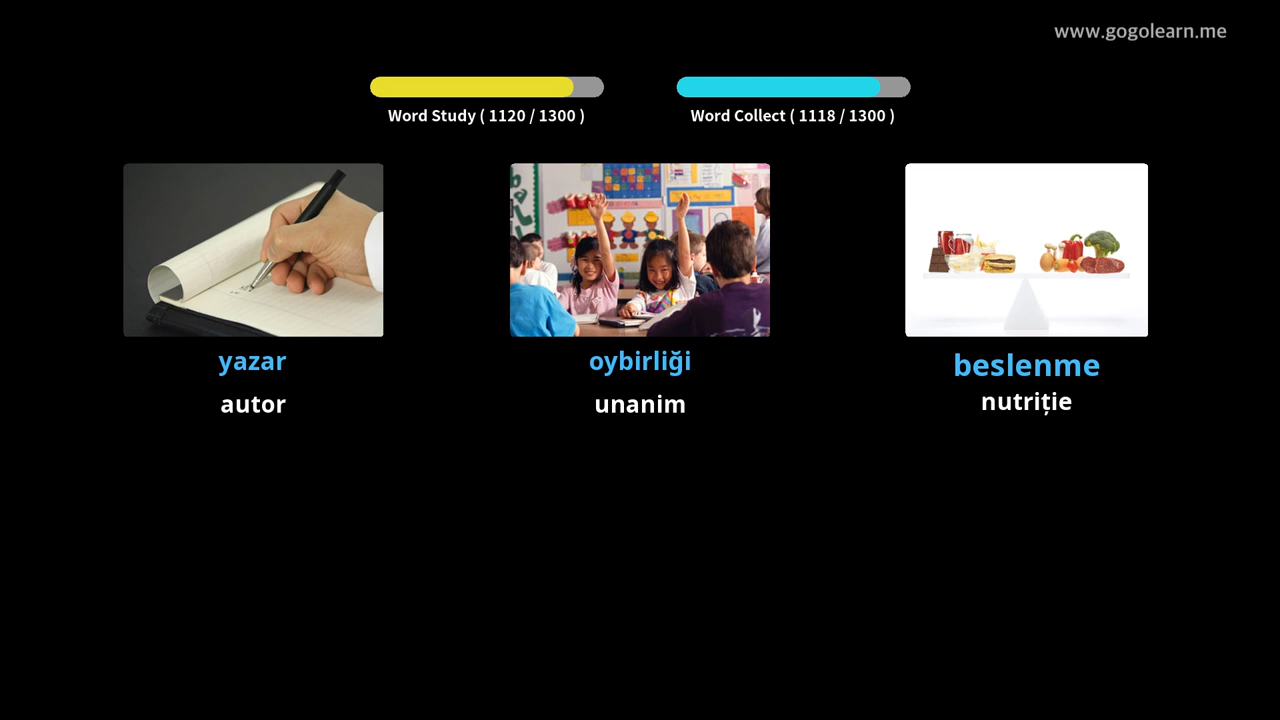 www.gogolearn.me
Word Study ( 1120 / 1300 )
Word Collect ( 1118 / 1300 )
yazar
autor
oybirliği
unanim
beslenme
nutriție